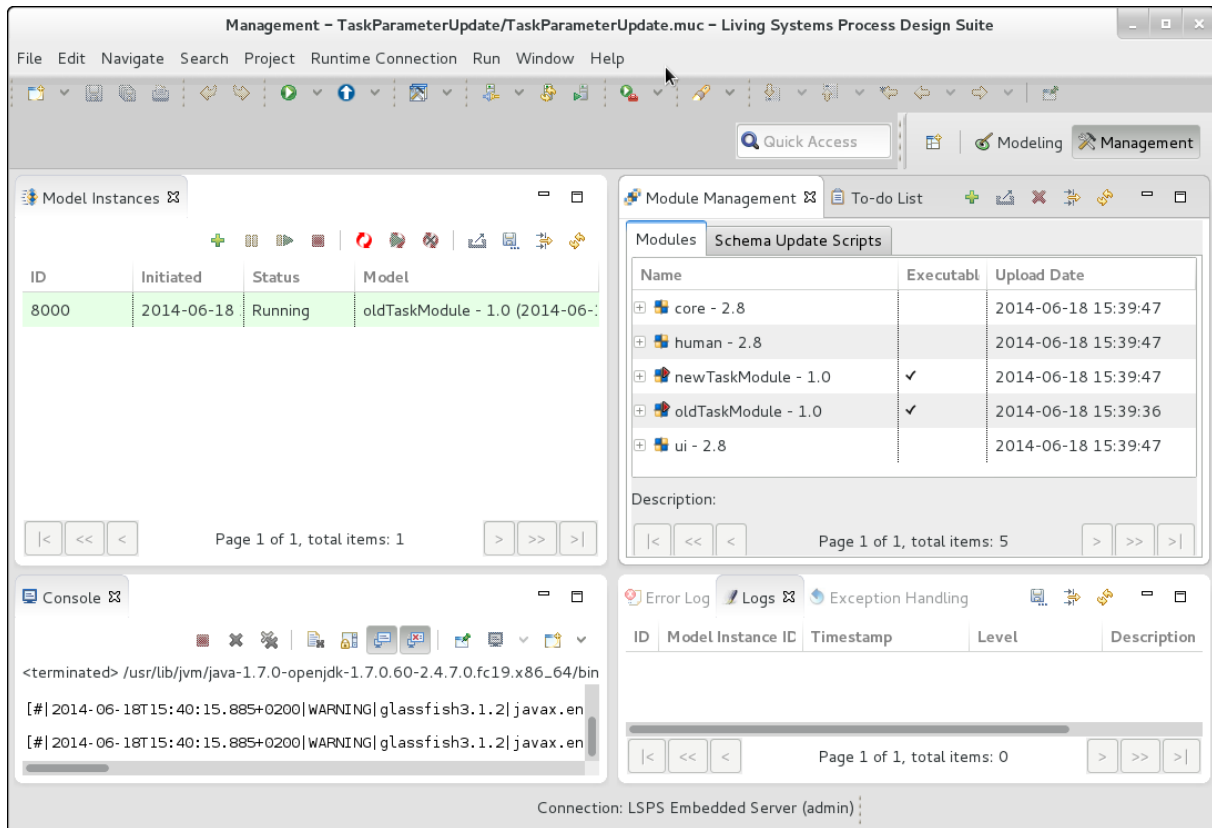 Management – TaskParameterUpdate/TaskParameterUpdate.muc – Living Systems Process Design Suite
File Edit Navigate Search Project Runtime Connection Run Window Help
Quick Access
Modeling
Management
Model Instances
ID Initiated Status Model
8000 2014-06-18 Running oldTaskModule - 1.0 (2014-06-
|< << < Page 1 of 1, total items: 1 > >> >|
Module Management To-do List
Modules Schema Update Scripts
Name Executabl Upload Date
core - 2.8 2014-06-18 15:39:47
human - 2.8 2014-06-18 15:39:47
newTaskModule - 1.0 ✓ 2014-06-18 15:39:47
oldTaskModule - 1.0 ✓ 2014-06-18 15:39:36
ui - 2.8 2014-06-18 15:39:47
Description:
|< << < Page 1 of 1, total items: 5 > >> >|
Console
<terminated> /usr/lib/jvm/java-1.7.0-openjdk-1.7.0.60-2.4.7.0.fc19.x86_64/bin
[#|2014-06-18T15:40:15.885+0200|WARNING|glassfish3.1.2|javax.en
[#|2014-06-18T15:40:15.885+0200|WARNING|glassfish3.1.2|javax.en
Error Log Logs Exception Handling
ID Model Instance ID Timestamp Level Description
|< << < Page 1 of 1, total items: 0 > >> >|
Connection: LSPS Embedded Server (admin)